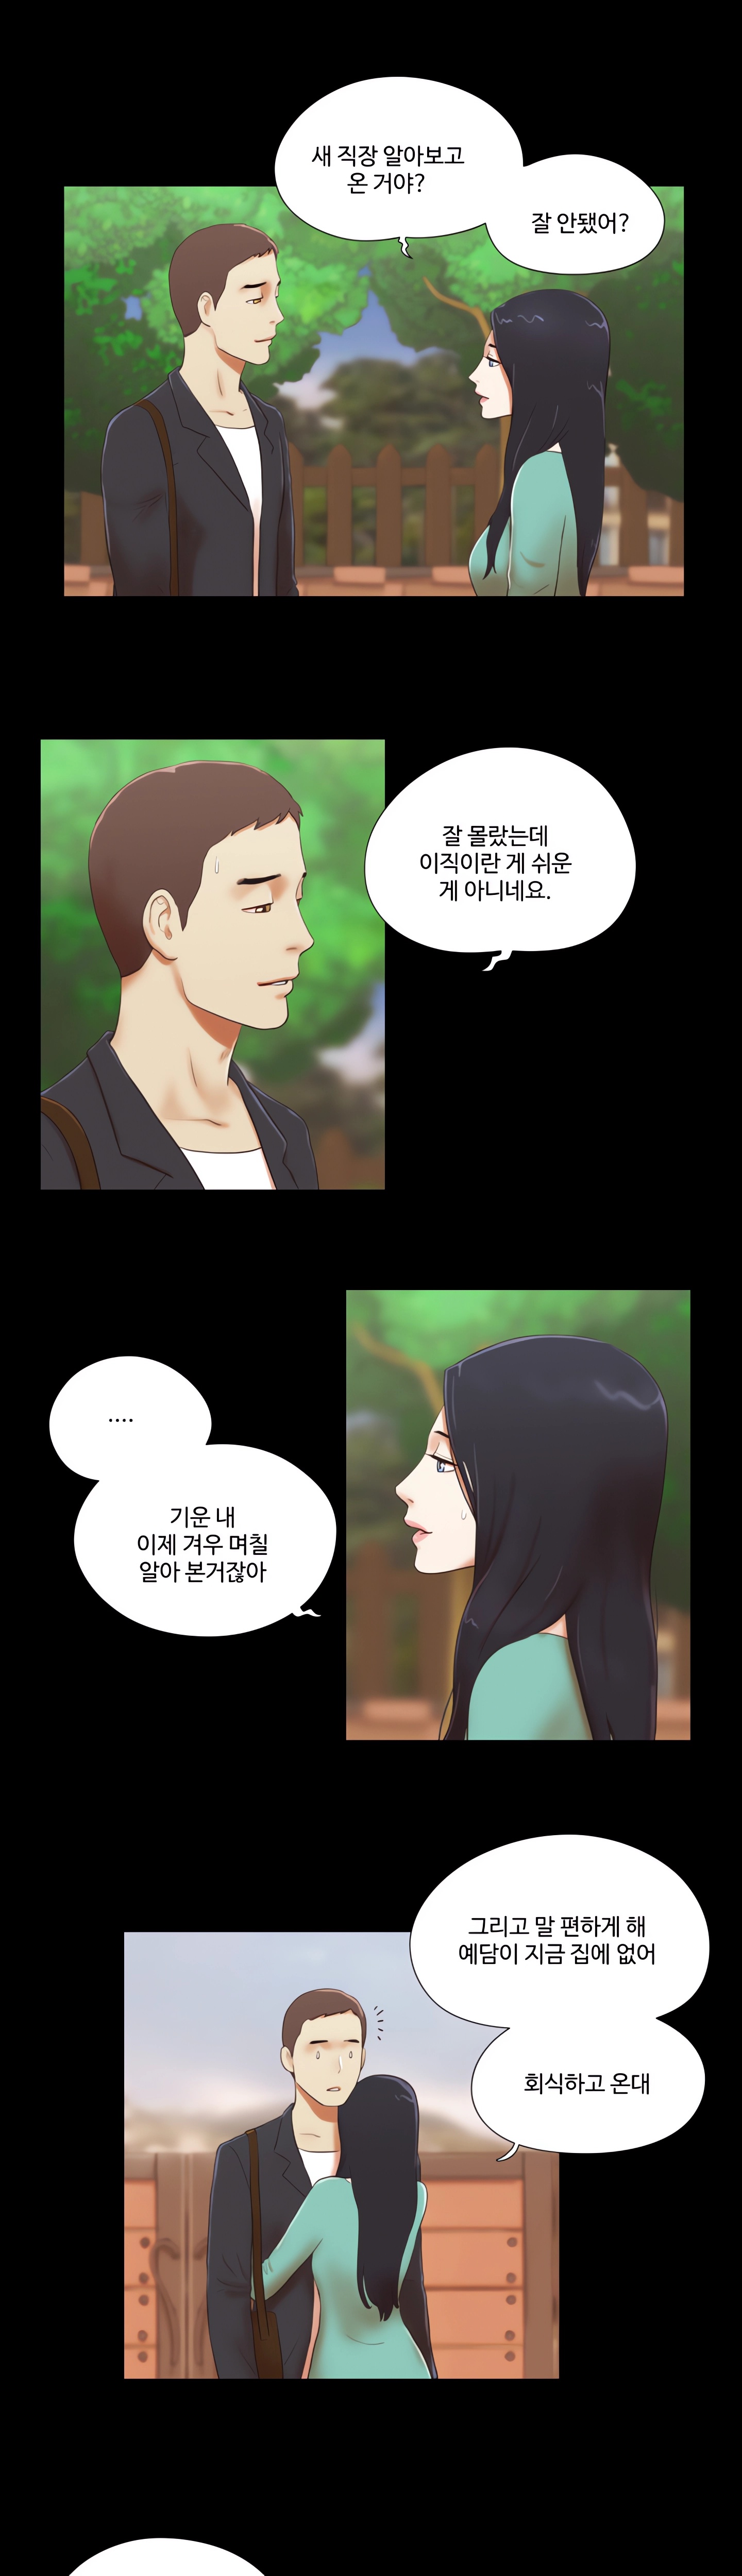 새 직장 알아보고
온 거야?
잘 안됐어?
잘 몰랐는데
이직이란 게 쉬운
게 아니네요.
....
기운 내
이제 겨우 며칠
알아 본거잖아
그리고 말 편하게 해
예담이 지금 집에 없어
회식하고 온대